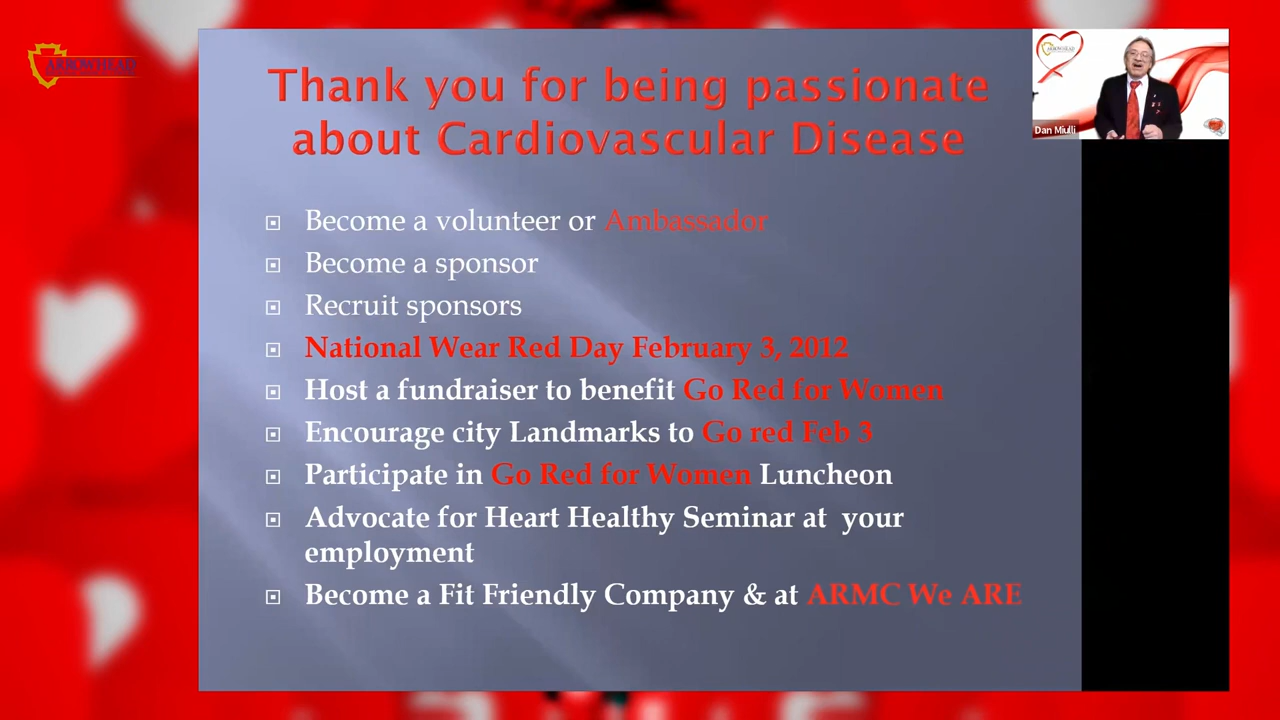 ARROWHEAD
Thank you for being passionate
about Cardiovascular Disease
Become a volunteer or Ambassador
Become a sponsor
Recruit sponsors
National Wear Red Day February 3, 2012
Host a fundraiser to benefit Go Red for Women
Encourage city Landmarks to Go red Feb 3
Participate in Go Red for Women Luncheon
Advocate for Heart Healthy Seminar at your
employment
Become a Fit Friendly Company & at ARMC We ARE
ARROWHEAD
Dan Miulli